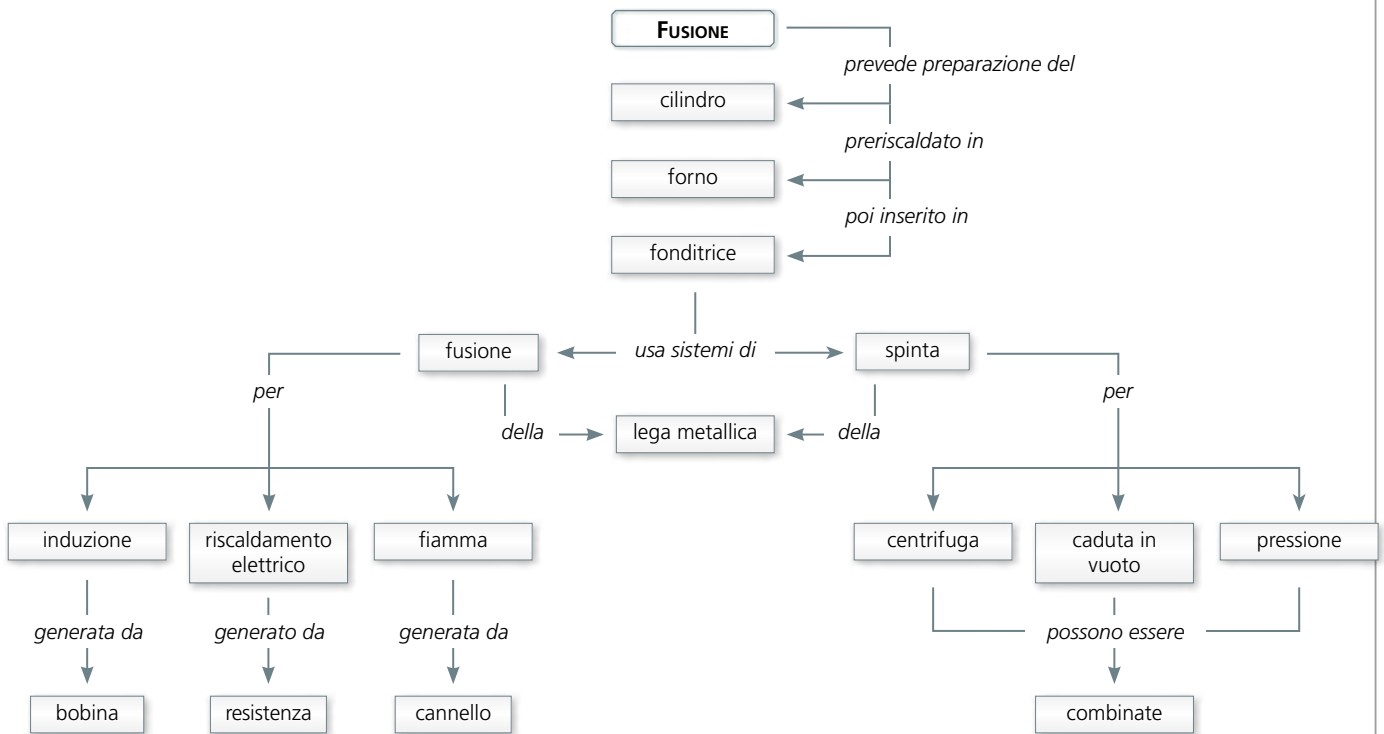 FUSIONE
prevede preparazione del
cilindro
preriscaldato in
forno
poi inserito in
fonditrice
fusione
usa sistemi di
spinta
per
per
della
lega metallica
della
induzione
riscaldamento
elettrico
fiamma
centrifuga
caduta in
vuoto
pressione
generata da
generato da
generata da
possono essere
bobina
resistenza
cannello
combinate